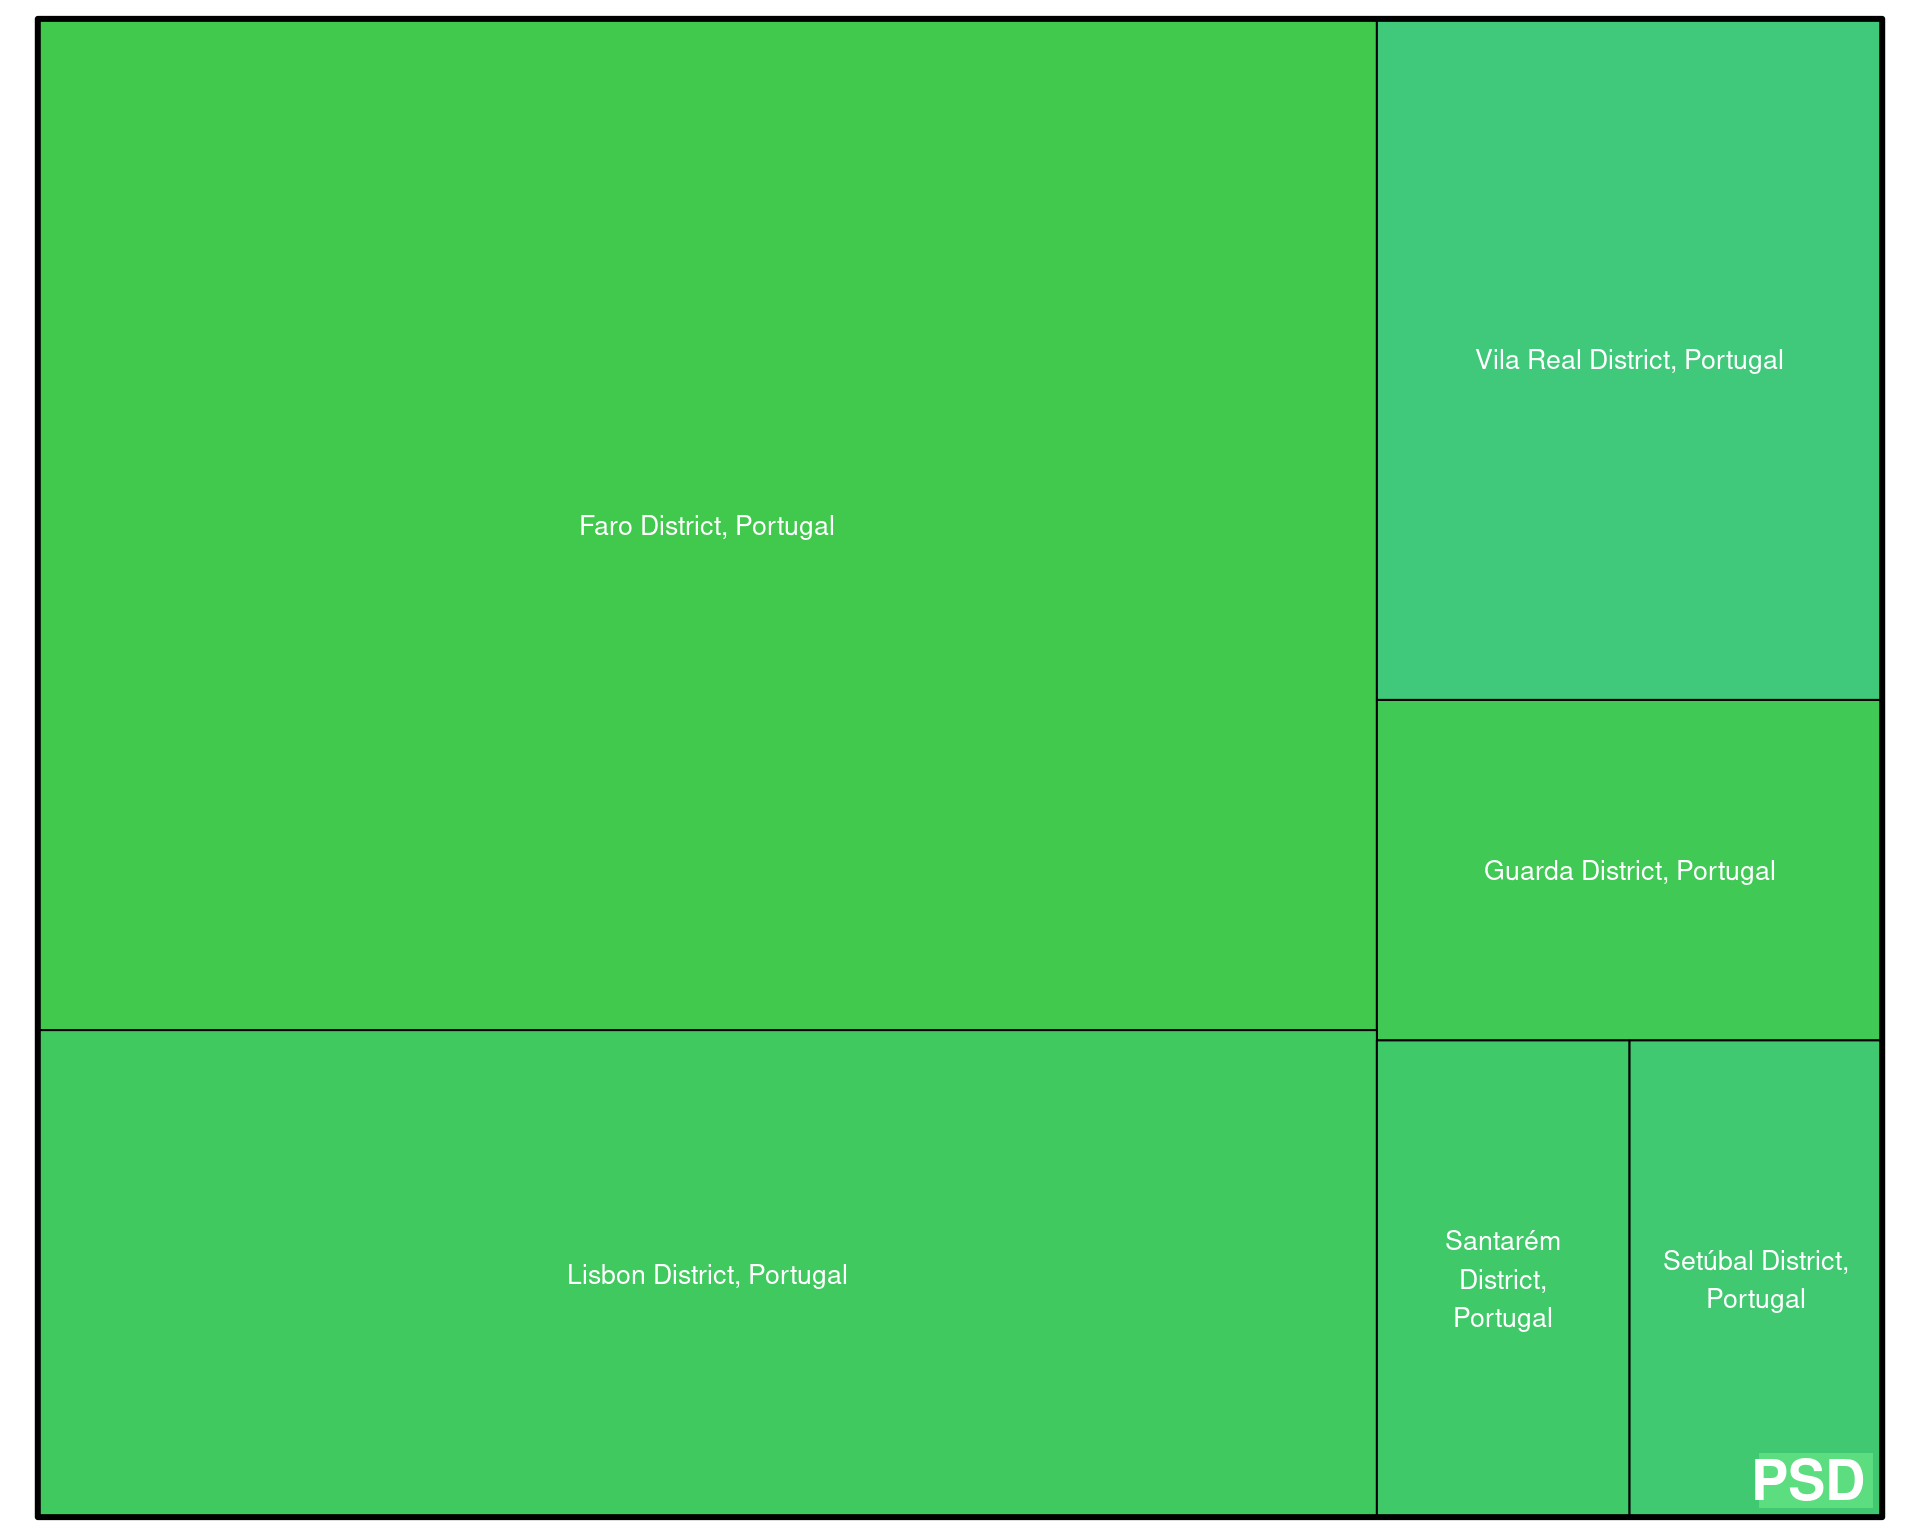 Faro District, Portugal
Lisbon District, Portugal
Vila Real District, Portugal
Guarda District, Portugal
Santarém
District,
Portugal
Setúbal District,
Portugal
PSD